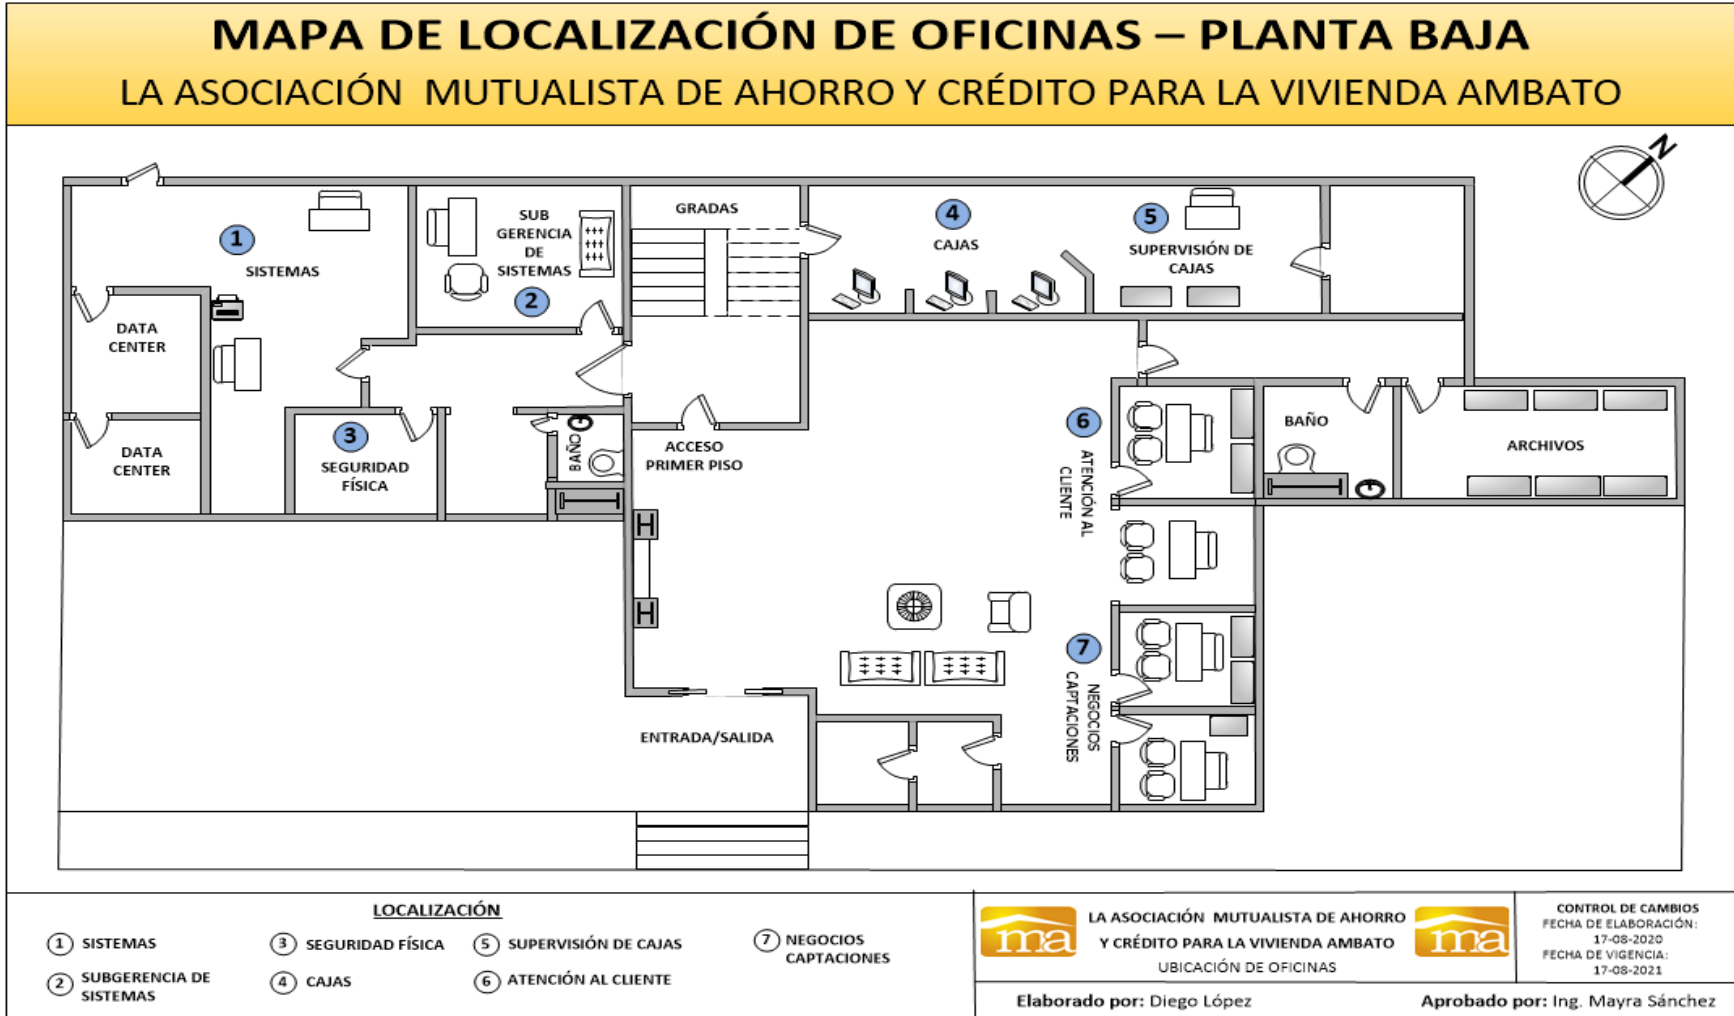 MAPA DE LOCALIZACIÓN DE OFICINAS – PLANTA BAJA
LA ASOCIACIÓN MUTUALISTA DE AHORRO Y CRÉDITO PARA LA VIVIENDA AMBATO
N
1
SISTEMAS
SUB
GERENCIA
DE
SISTEMAS
2
GRADAS
4
CAJAS
5
SUPERVISIÓN DE
CAJAS
DATA
CENTER
DATA
CENTER
3
SEGURIDAD
FÍSICA
BAÑO
ACCESO
PRIMER PISO
6
ATENCIÓN AL
CLIENTE
BAÑO
ARCHIVOS
H
H
7
NEGOCIOS
CAPTACIONES
ENTRADA/SALIDA
LOCALIZACIÓN
1 SISTEMAS
2 SUBGERENCIA DE
SISTEMAS
3 SEGURIDAD FÍSICA
4 CAJAS
5 SUPERVISIÓN DE CAJAS
6 ATENCIÓN AL CLIENTE
7 NEGOCIOS
CAPTACIONES
ma
LA ASOCIACIÓN MUTUALISTA DE AHORRO
Y CRÉDITO PARA LA VIVIENDA AMBATO
UBICACIÓN DE OFICINAS
ma
CONTROL DE CAMBIOS
FECHA DE ELABORACIÓN:
17-08-2020
FECHA DE VIGENCIA:
17-08-2021
Elaborado por: Diego López
Aprobado por: Ing. Mayra Sánchez